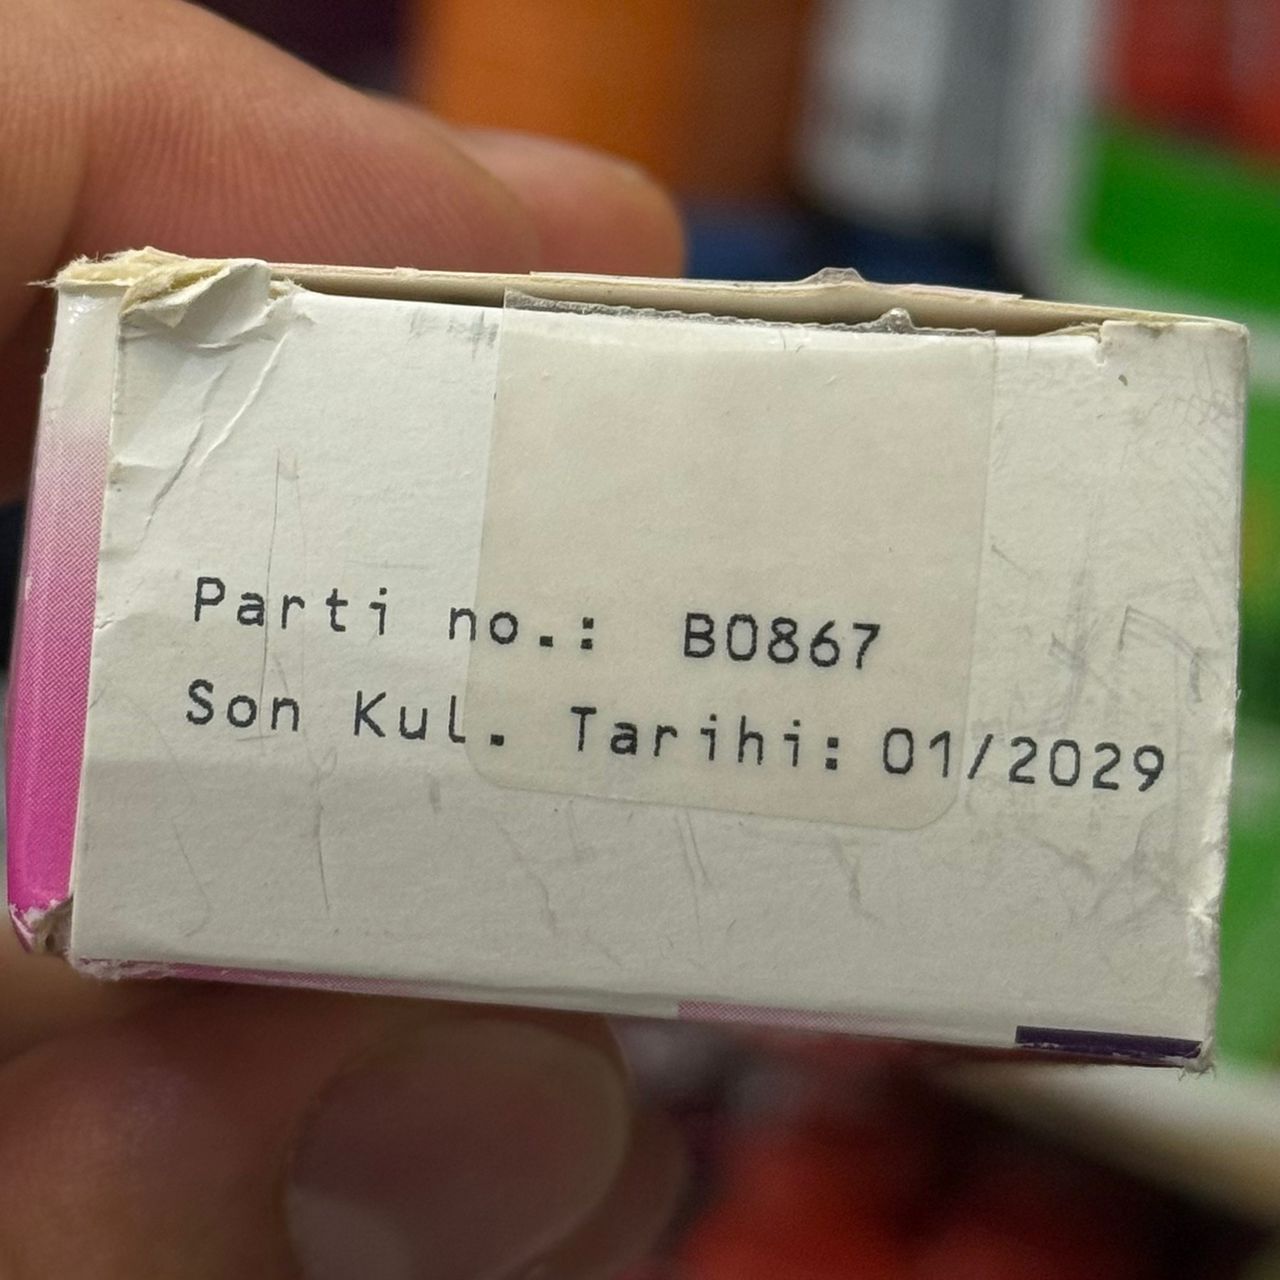 Parti no.: B0867
Son Kul. Tarihi: 01/2029